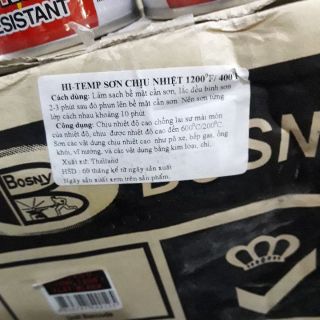 RESISTANT
HI-TEMP SƠN CHỊU NHIỆT 1200°F/ 400
Cách dùng: Làm sạch bề mặt cần sơn, lắc đều bình sơn
2-3 phút sau đó phun lên bề mặt cần sơn. Nên sơn từng
lớp cách nhau khoảng 10 phút.
Công dụng: Chịu nhiệt độ cao chống lại sự mài mòn
của nhiệt độ, chịu được nhiệt độ cao đến 600°C/200°C
Sơn các vật dụng chịu nhiệt cao như pô xe, bếp gas, ống
khói, vỉ nướng, và các vật dụng bằng kim loại, chì,
Xuất xứ: Thailand
HSD : 60 tháng kể từ ngày sản xuất
Ngày sản xuất xem trên sản phẩm.
BOSNY
BOSN